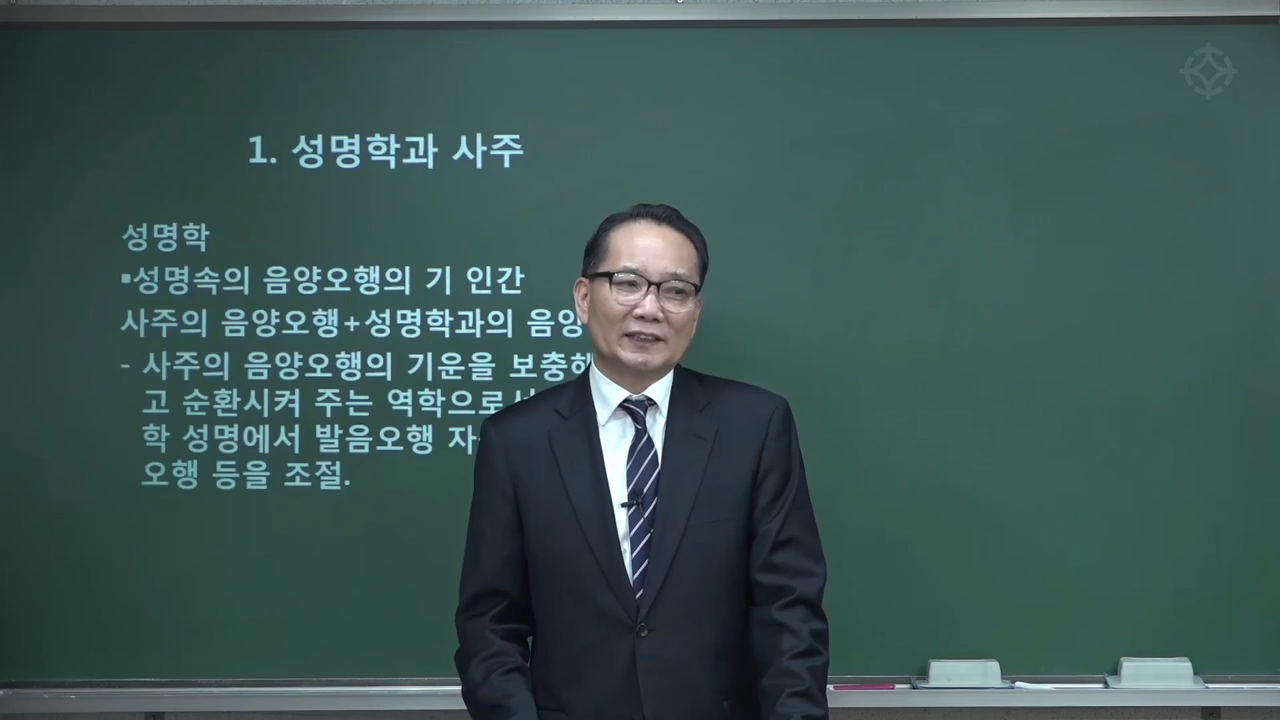 1. 성명학과 사주
성명학
▪성명속의 음양오행의 기 인간
사주의 음양오행+성명학과의 음양
- 사주의 음양오행의 기운을 보충해
고 순환시켜 주는 역학으로서
학 성명에서 발음오행
오행 등을 조절.